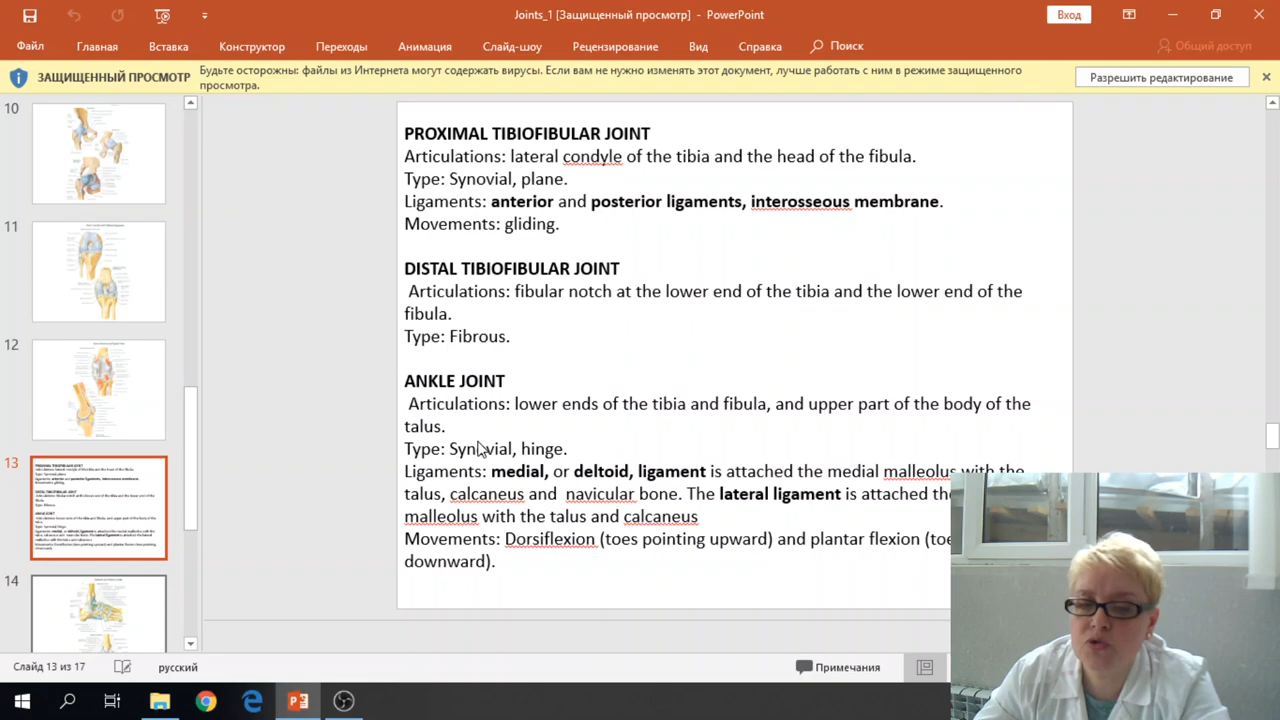 Joints_1 [Защищенный просмотр] - PowerPoint
Вход
Файл Главная Вставка Конструктор Переходы Анимация Слайд-шоу Рецензирование Вид Справка Поиск Общий доступ
ЗАЩИЩЕННЫЙ ПРОСМОТР
Будьте осторожны: файлы из Интернета могут содержать вирусы. Если вам не нужно изменять этот документ, лучше работать с ним в режиме защищенного
просмотра.
Разрешить редактирование
10
11
12
13
14
PROXIMAL TIBIOFIBULAR JOINT
Articulations: lateral condyle of the tibia and the head of the fibula.
Type: Synovial, plane.
Ligaments: anterior and posterior ligaments, interosseous membrane.
Movements: gliding.
DISTAL TIBIOFIBULAR JOINT
Articulations: fibular notch at the lower end of the tibia and the lower end of the
fibula.
Type: Fibrous.
ANKLE JOINT
Articulations: lower ends of the tibia and fibula, and upper part of the body of the
talus.
Type: Synovial, hinge.
Ligaments: medial, or deltoid, ligament is attached the medial malleolus with the
talus, calcaneus and navicular bone. The lateral ligament is attached the
malleolus with the talus and calcaneus
Movements: Dorsiflexion (toes pointing upward) and plantar flexion (toe
downward).
Слайд 13 из 17
русский
Примечания